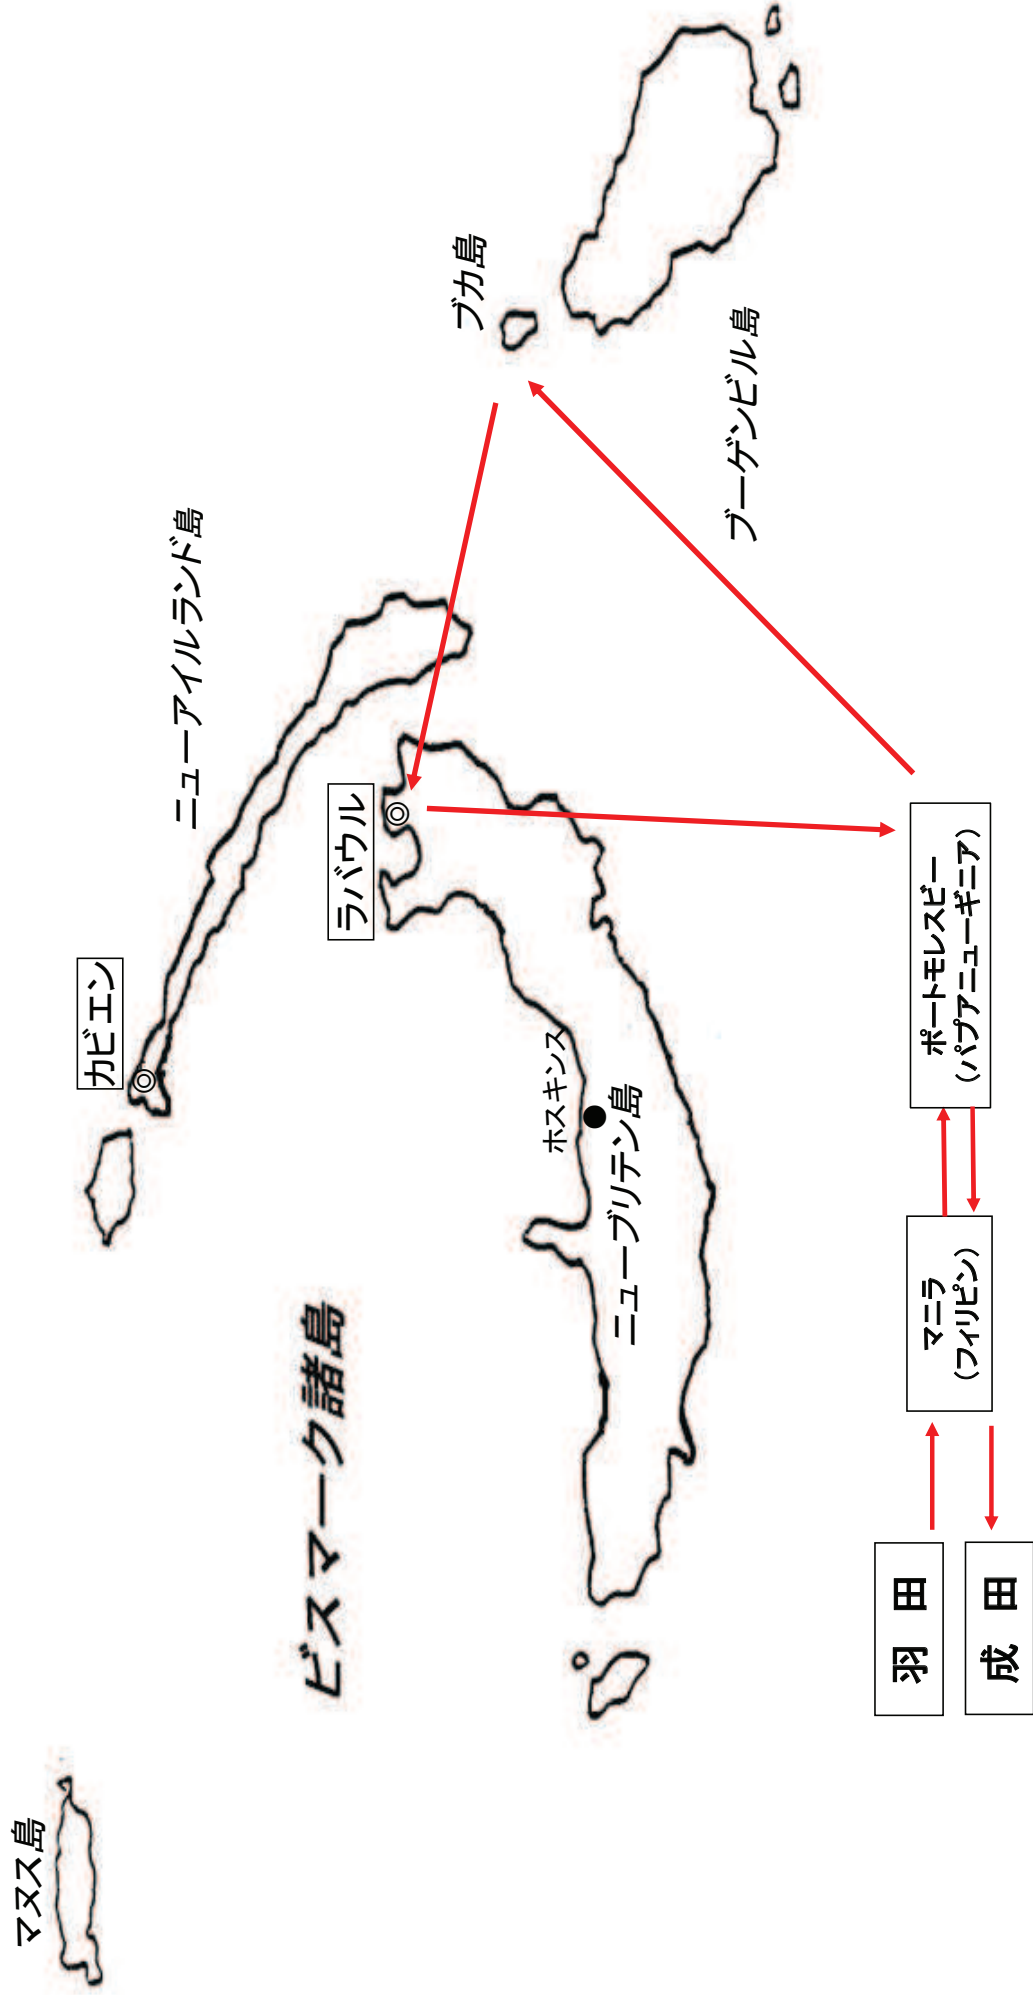 マヌス島
カビエン
ニューアイルランド島
ビスマーク諸島
ラバウル
ブカ島
ホスキンス
ニューブリテン島
ブーゲンビル島
羽田
成田
マニラ
(フィリピン)
ポートモレスビー
(パプアニューギニア)